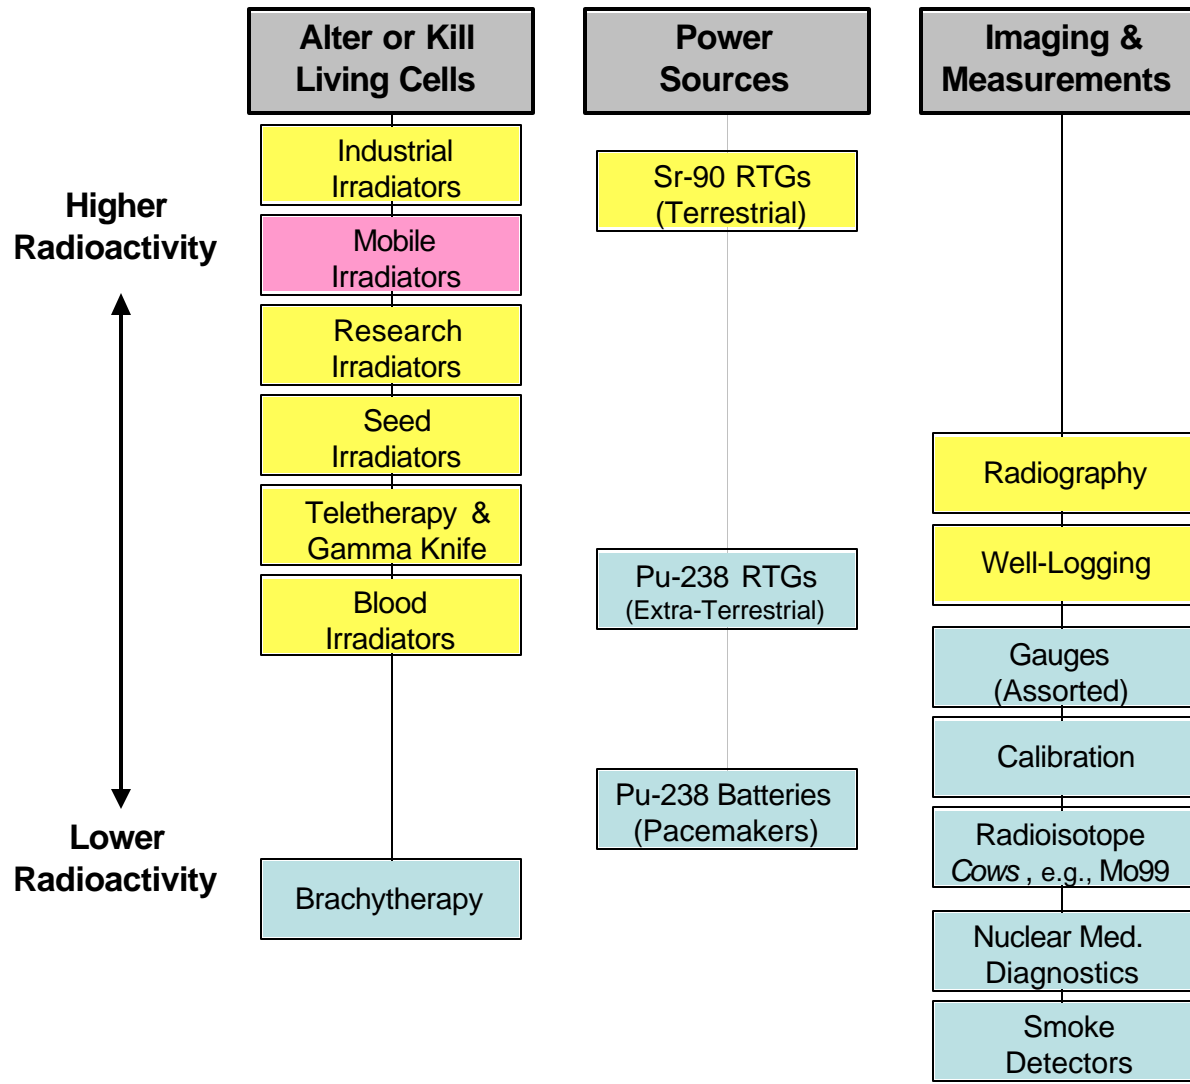 Alter or Kill
Living Cells
Power
Sources
Imaging &
Measurements
Higher
Radioactivity
Lower
Radioactivity
Industrial
Irradiators
Mobile
Irradiators
Research
Irradiators
Seed
Irradiators
Teletherapy &
Gamma Knife
Blood
Irradiators
Brachytherapy
Sr-90 RTGs
(Terrestrial)
Pu-238 RTGs
(Extra-Terrestrial)
Pu-238 Batteries
(Pacemakers)
Radiography
Well-Logging
Gauges
(Assorted)
Calibration
Radioisotope
Cows , e.g., Mo99
Nuclear Med.
Diagnostics
Smoke
Detectors